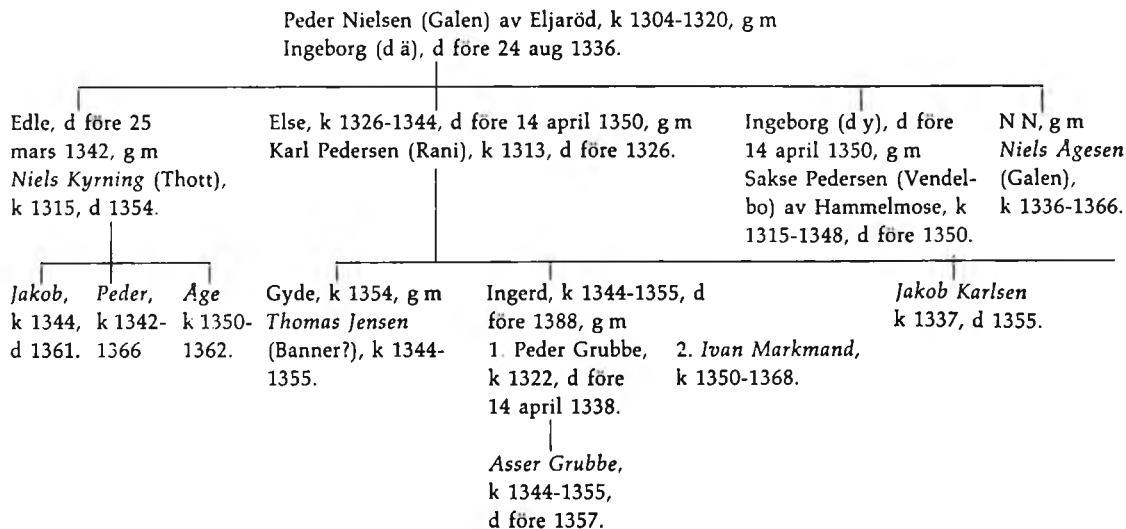 Peder Nielsen (Galen) av Eljaröd, k 1304-1320, g m
Ingeborg (d ä), d före 24 aug 1336.
Edle, d före 25
mars 1342, g m
Niels Kyrning (Thott),
k 1315, d 1354.
Else, k 1326-1344, d före 14 april 1350, g m
Karl Pedersen (Rani), k 1313, d före 1326.
Ingeborg (d y), d före
14 april 1350, g m
Sakse Pedersen (Vendel-
bo) av Hammelmose, k
1315-1348, d före 1350.
N N, g m
Niels Ågesen
(Galen),
k 1336-1366.
Jakob,
k 1344,
d 1361.
Peder,
k 1342-
1366
Åge
k 1350-
1362.
Gyde, k 1354, g m
Thomas Jensen
(Banner?), k 1344-
1355.
Ingerd, k 1344-1355, d
före 1388, g m
1. Peder Grubbe,
k 1322, d före
14 april 1338.
2. Ivan Markmand,
k 1350-1368.
Jakob Karlsen
k 1337, d 1355.
Asser Grubbe,
k 1344-1355,
d före 1357.